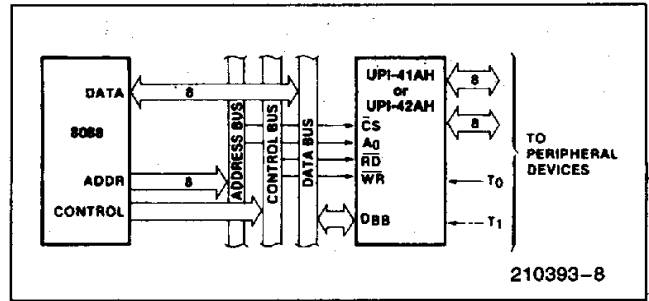 DATA
8088
ADDR
CONTROL
8
8
ADDRESS BUS
CONTROL BUS
DATA BUS
UPI-41AH
or
UPI-42AH
CS
A0
RD
WR
DBB
8
8
T0
T1
TO
PERIPHERAL
DEVICES
210393-8